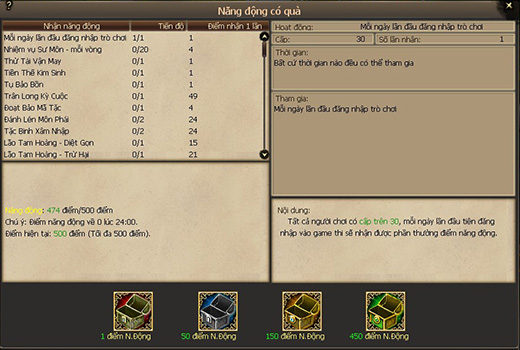 ?
Năng động có quà
Nhận năng động Tiến độ Điểm nhận 1 lần
Mỗi ngày lần đầu đăng nhập trò chơi 1/1 1
Nhiệm vụ Sư Môn - mỗi vòng 0/20 4
Thử Tài Vận May 0/1 1
Tiền Thế Kim Sinh 0/1 1
Tụ Bảo Bồn 0/1 1
Trân Long Kỳ Cuộc 0/1 49
Đoạt Bảo Mã Tặc 0/1 4
Đánh Lén Môn Phái 0/2 24
Tặc Binh Xâm Nhập 0/2 24
Lão Tam Hoàng - Diệt Gọn 0/1 15
Lão Tam Hoàng - Trừ Hại 0/1 21
Hoạt động: Mỗi ngày lần đầu đăng nhập trò chơi
Cấp: 30 Số lần nhận: 1
Thời gian:
Bất cứ thời gian nào đều có thể tham gia
Tham gia:
Mỗi ngày lần đầu đăng nhập trò chơi
Năng động: 474 điểm/500 điểm
Chú ý: Điểm năng động về 0 lúc 24:00.
Điểm hiện tại: 500 điểm (Tối đa 500 điểm).
Nội dung:
Tất cả người chơi có cấp trên 30, mỗi ngày lần đầu tiên đăng
nhập vào game thì sẽ nhận được phần thưởng điểm năng động.
1 điểm N.Động 50 điểm N.Động 150 điểm N.Động 450 điểm N.Động